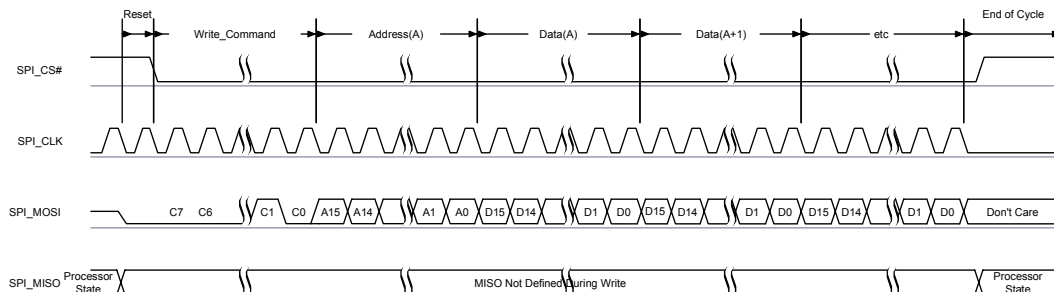 Reset Write_Command Address(A) Data(A) Data(A+1) etc End of Cycle
SPI_CS#
SPI_CLK
SPI_MOSI C7 C6 C1 C0 A15 A14 A1 A0 D15 D14 D1 D0 D15 D14 D1 D0 D15 D14 D1 D0 Don't Care
SPI_MISO Processor State MISO Not Defined During Write Processor State